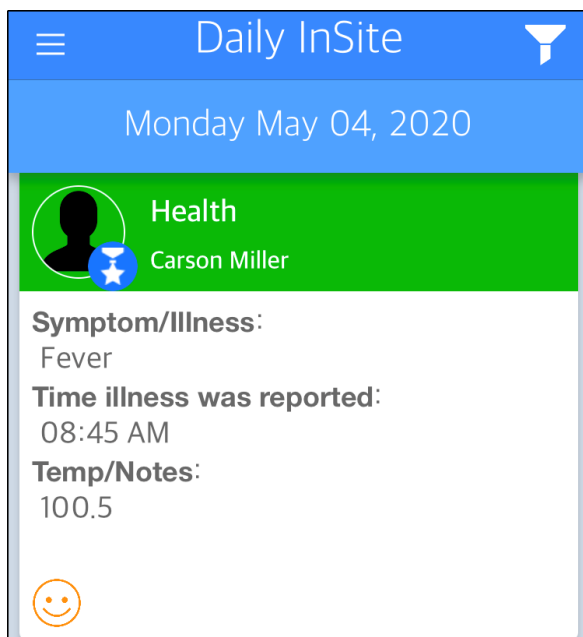 Daily InSite
Monday May 04, 2020
Health
Carson Miller
Symptom/Illness:
Fever
Time illness was reported:
08:45 AM
Temp/Notes:
100.5